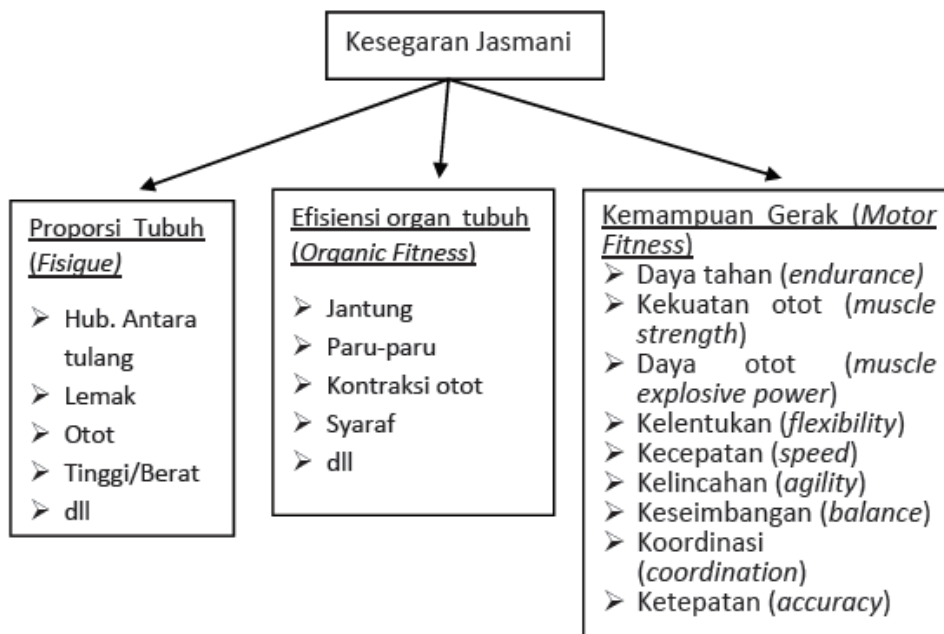 Kesegaran Jasmani
Proporsi Tubuh
(Fisique)
➢ Hub. Antara
tulang
➢ Lemak
➢ Otot
➢ Tinggi/Berat
➢ dll
Efisiensi organ tubuh
(Organic Fitness)
➢ Jantung
➢ Paru-paru
➢ Kontraksi otot
➢ Syaraf
➢ dll
Kemampuan Gerak (Motor
Fitness)
➢ Daya tahan (endurance)
➢ Kekuatan otot (muscle
strength)
➢ Daya otot (muscle
explosive power)
➢ Kelentukan (flexibility)
➢ Kecepatan (speed)
➢ Kelincahan (agility)
➢ Keseimbangan (balance)
➢ Koordinasi
(coordination)
➢ Ketepatan (accuracy)